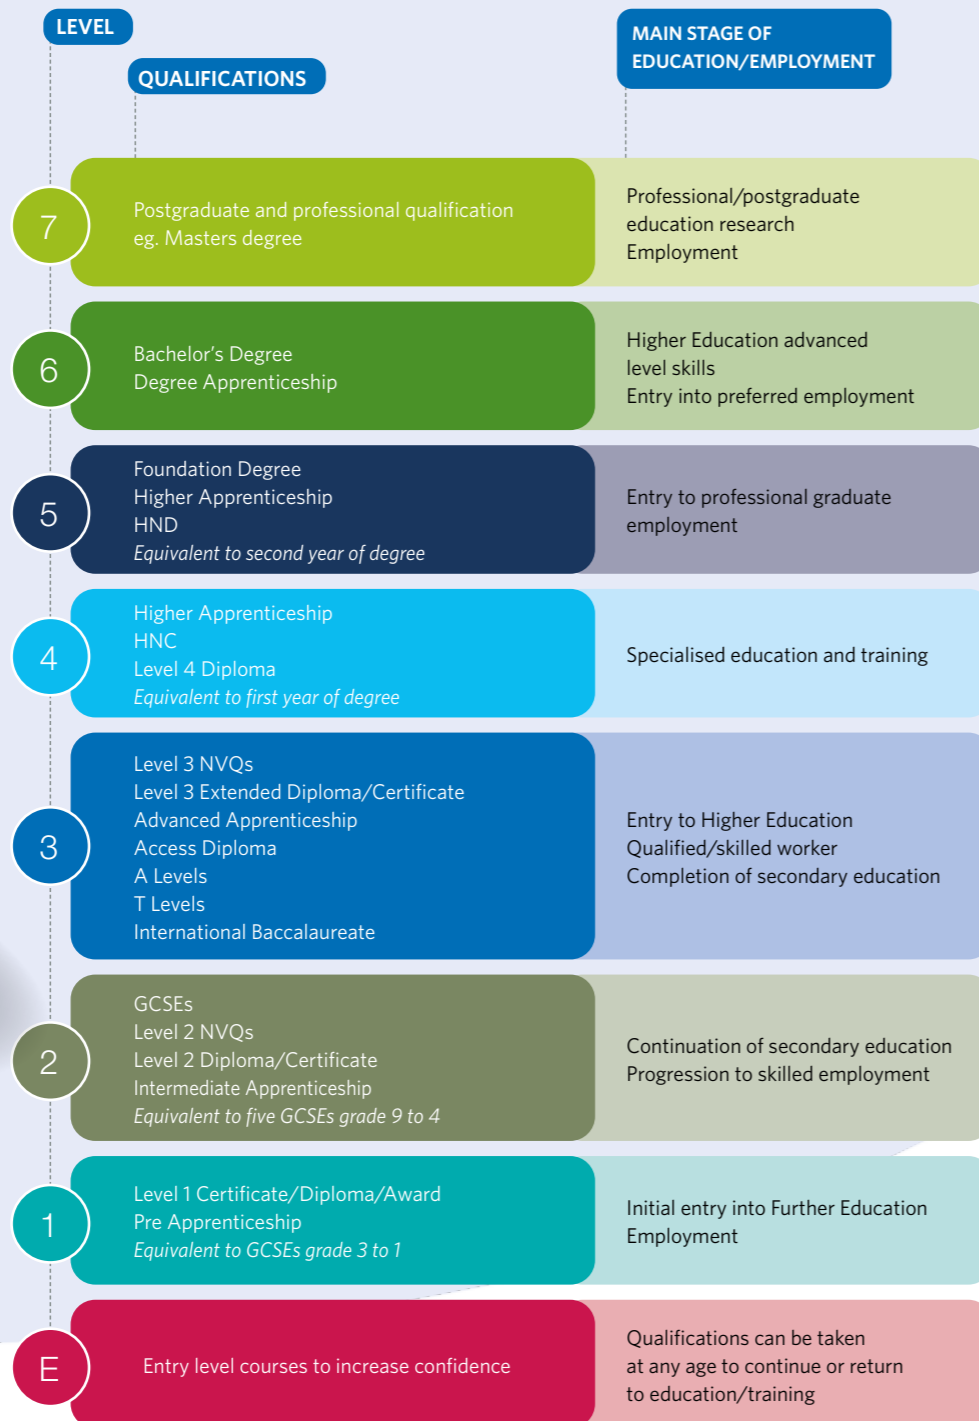 LEVEL
QUALIFICATIONS
MAIN STAGE OF
EDUCATION/EMPLOYMENT
7
Postgraduate and professional qualification
eg. Masters degree
Professional/postgraduate
education research
Employment
6
Bachelor’s Degree
Degree Apprenticeship
Higher Education advanced
level skills
Entry into preferred employment
5
Foundation Degree
Higher Apprenticeship
HND
Equivalent to second year of degree
Entry to professional graduate
employment
4
Higher Apprenticeship
HNC
Level 4 Diploma
Equivalent to first year of degree
Specialised education and training
3
Level 3 NVQs
Level 3 Extended Diploma/Certificate
Advanced Apprenticeship
Access Diploma
A Levels
T Levels
International Baccalaureate
Entry to Higher Education
Qualified/skilled worker
Completion of secondary education
2
GCSEs
Level 2 NVQs
Level 2 Diploma/Certificate
Intermediate Apprenticeship
Equivalent to five GCSEs grade 9 to 4
Continuation of secondary education
Progression to skilled employment
1
Level 1 Certificate/Diploma/Award
Pre Apprenticeship
Equivalent to GCSEs grade 3 to 1
Initial entry into Further Education
Employment
E
Entry level courses to increase confidence
Qualifications can be taken
at any age to continue or return
to education/training